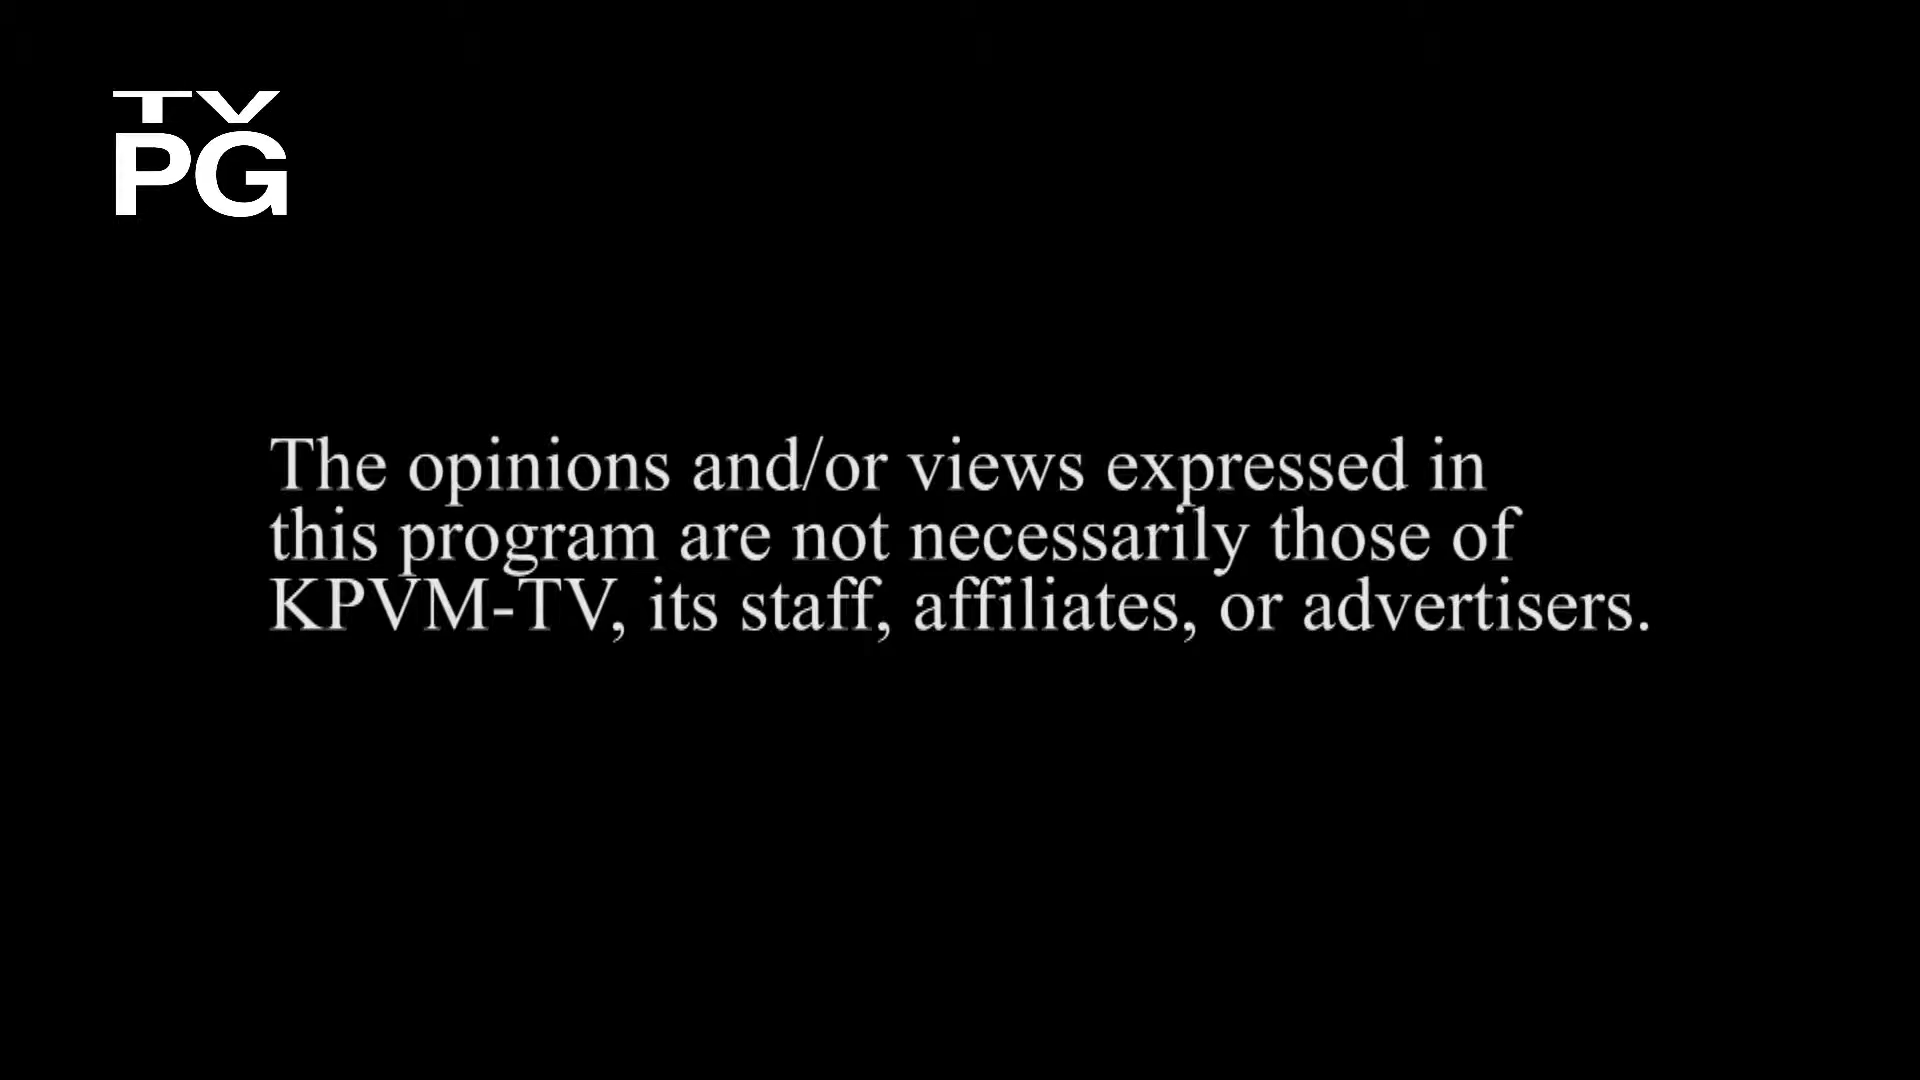 TV
PG
The opinions and/or views expressed in
this program are not necessarily those of
KPVM-TV, its staff, affiliates, or advertisers.